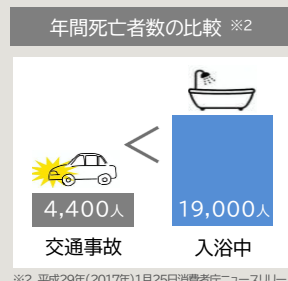 年間死亡者数の比較 ※2
<
4,400人 19,000人
交通事故 入浴中
※2 平成29年(2017年)1月25日消費者庁ニュースリリー